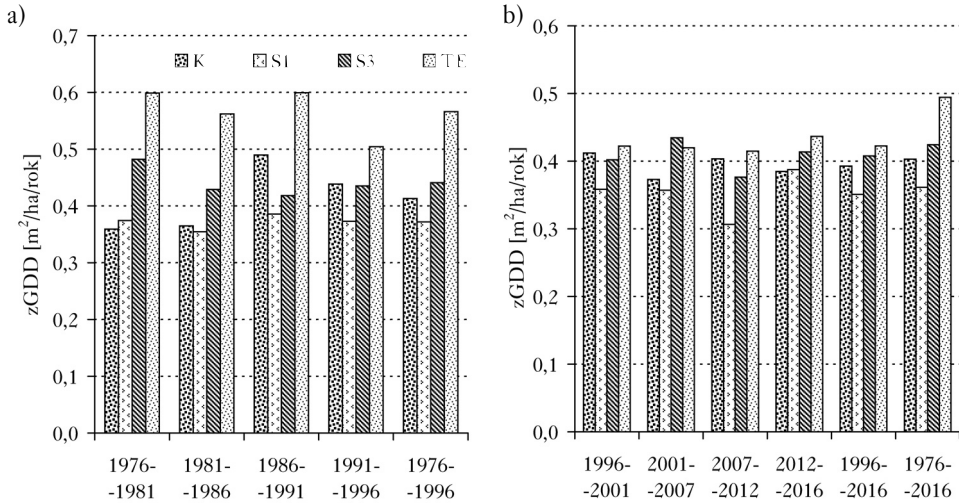 a)
zGDD [m²/ha/rok]
0,7
0,6
0,5
0,4
0,3
0,2
0,1
0,0
K S1 S3 TE
1976- 1981- 1986- 1991- 1976-
-1981 -1986 -1991 -1996 -1996
b)
zGDD [m²/ha/rok]
0,6
0,5
0,4
0,3
0,2
0,1
0,0
1996- 2001- 2007- 2012- 1996- 1976-
-2001 -2007 -2012 -2016 -2016 -2016